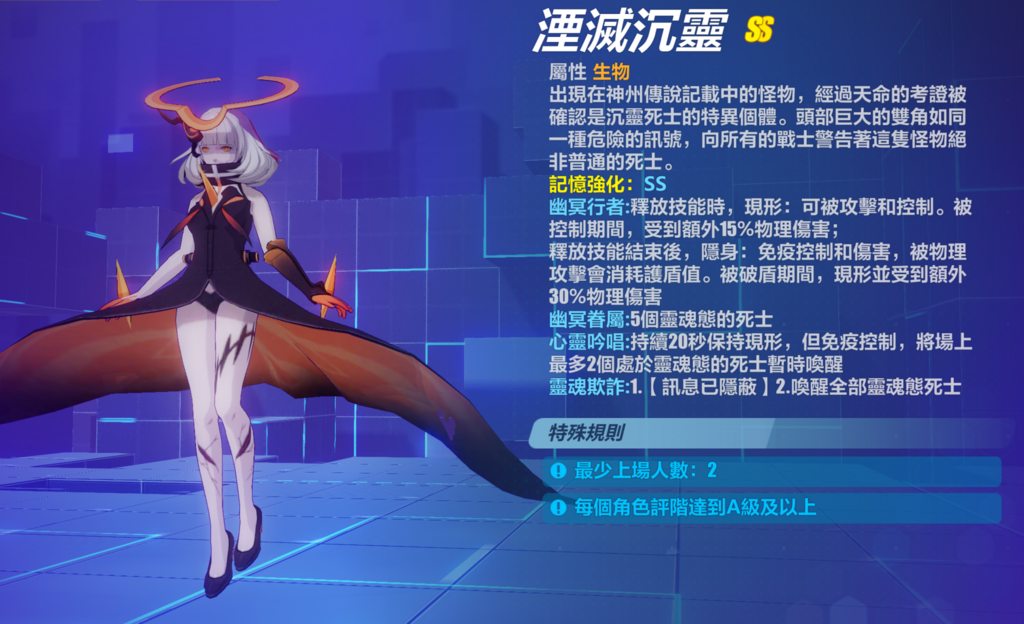 湮滅沉靈 SS
屬性 生物
出現在神州傳說記載中的怪物，經過天命的考證被
確認是沉靈死士的特異個體。頭部巨大的雙角如同
一種危險的訊號，向所有的戰士警告著這隻怪物絕
非普通的死士。
記憶強化：SS
幽冥行者:釋放技能時，現形：可被攻擊和控制。被
控制期間，受到額外15%物理傷害；
釋放技能結束後，隱身：免疫控制和傷害，被物理
攻擊會消耗護盾值。被破盾期間，現形並受到額外
30%物理傷害
幽冥眷屬:5個靈魂態的死士
心靈吟唱:持續20秒保持現形，但免疫控制，將場上
最多2個處於靈魂態的死士暫時喚醒
靈魂欺詐:1.【訊息已隱蔽】2.喚醒全部靈魂態死士
特殊規則
最少上場人數：2
每個角色評階達到A級及以上